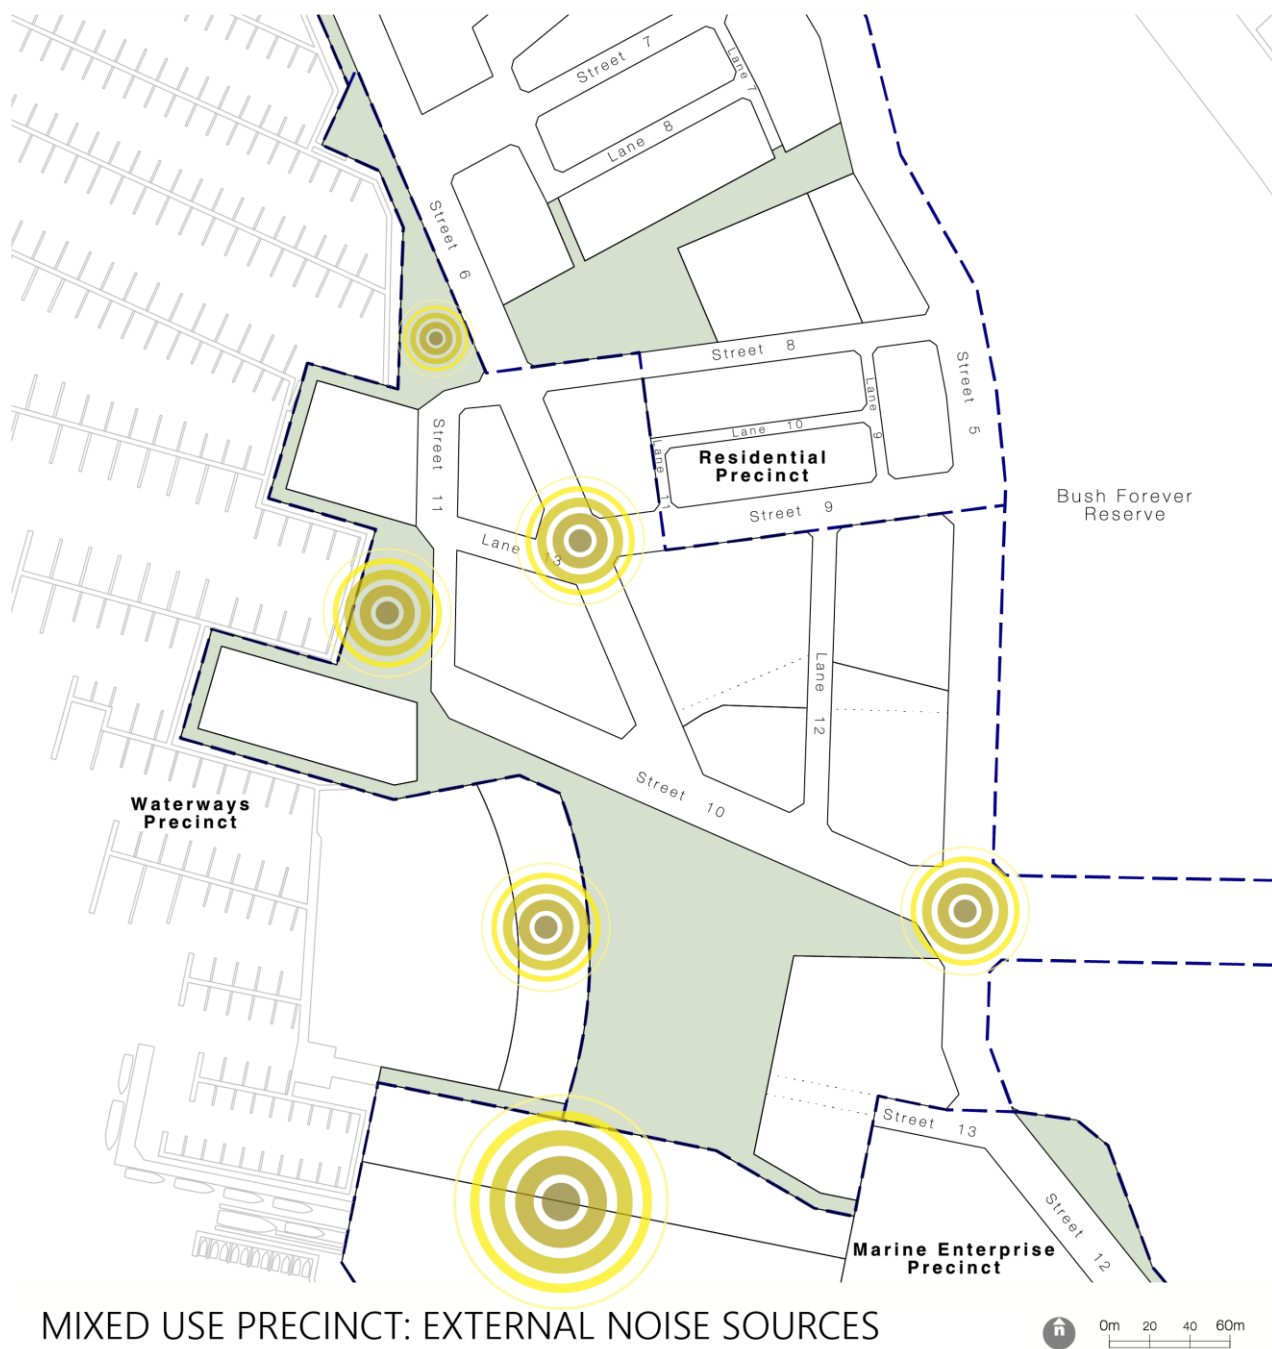 Street 7
Lane 7
Lane 8
Street 6
Street 8
Street 5
Lane 9
Lane 10
Lane 11
Residential
Precinct
Street 9
Bush Forever
Reserve
Street 11
Lane 13
Lane 12
Street 10
Waterways
Precinct
Street 13
Street 12
Marine Enterprise
Precinct
MIXED USE PRECINCT: EXTERNAL NOISE SOURCES
n
0m 20 40 60m